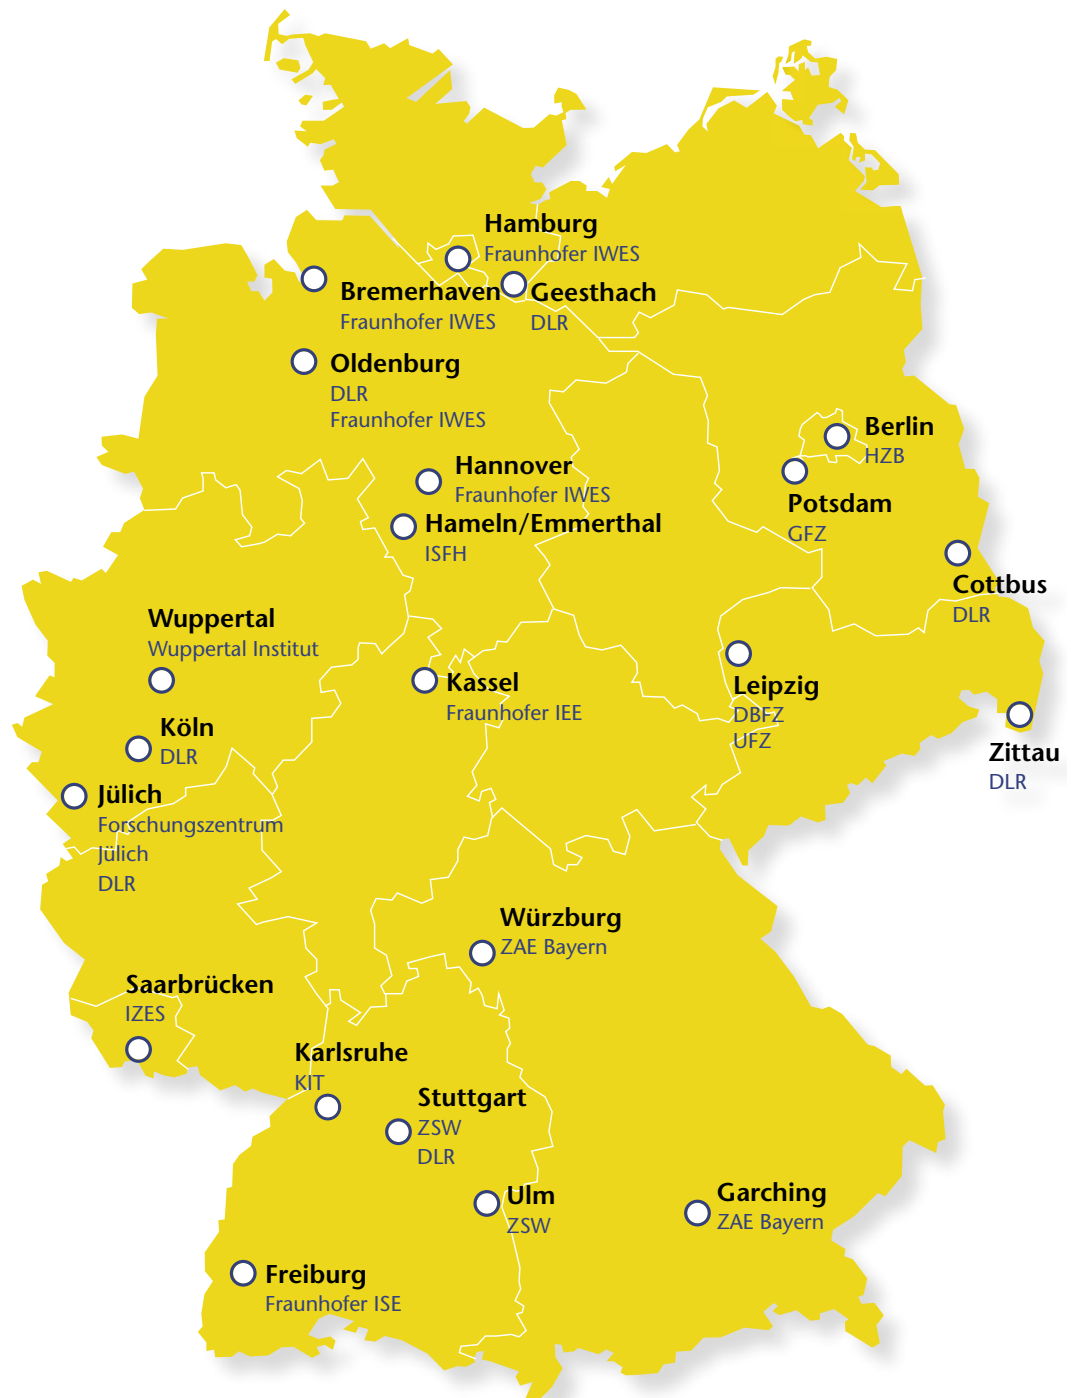 Hamburg
Fraunhofer IWES
Bremerhaven
Fraunhofer IWES
Geesthach
DLR
Oldenburg
DLR
Fraunhofer IWES
Berlin
HZB
Hannover
Fraunhofer IWES
Potsdam
GFZ
Hameln/Emmerthal
ISFH
Cottbus
DLR
Wuppertal
Wuppertal Institut
Kassel
Fraunhofer IEE
Leipzig
DBFZ
UFZ
Köln
DLR
Zittau
DLR
Jülich
Forschungszentrum
Jülich
DLR
Würzburg
ZAE Bayern
Saarbrücken
IZES
Karlsruhe
KIT
Stuttgart
ZSW
DLR
Ulm
ZSW
Garching
ZAE Bayern
Freiburg
Fraunhofer ISE